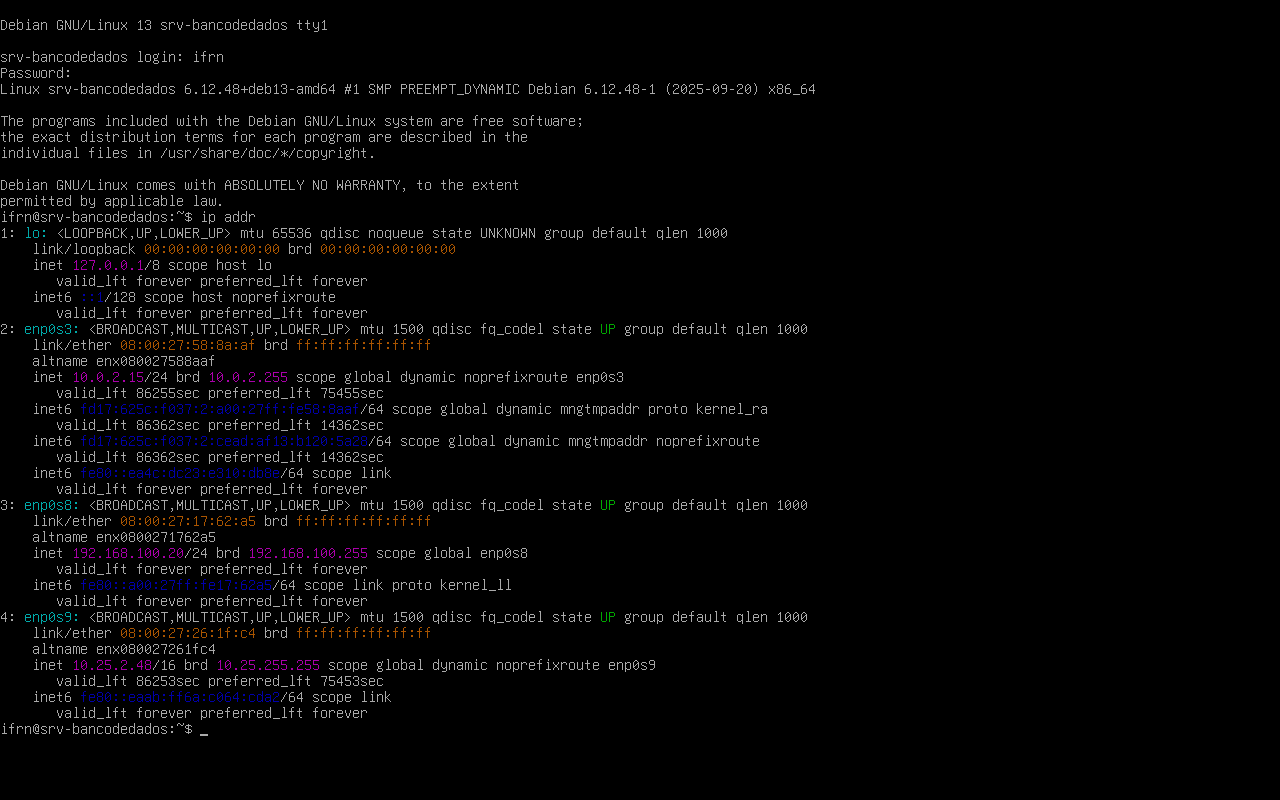 Debian GNU/Linux 13 srv-bancodedados tty1
srv-bancodedados login: ifrn
Password:
Linux srv-bancodedados 6.12.48+deb13-amd64 #1 SMP PREEMPT_DYNAMIC Debian 6.12.48-1 (2025-09-20) x86_64
The programs included with the Debian GNU/Linux system are free software;
the exact distribution terms for each program are described in the
individual files in /usr/share/doc/*/copyright.
Debian GNU/Linux comes with ABSOLUTELY NO WARRANTY, to the extent
permitted by applicable law.
ifrn@srv-bancodedados:~$ ip addr
1: lo: <LOOPBACK,UP,LOWER_UP> mtu 65536 qdisc noqueue state UNKNOWN group default qlen 1000
link/loopback 00:00:00:00:00:00 brd 00:00:00:00:00:00
inet 127.0.0.1/8 scope host lo
valid_lft forever preferred_lft forever
inet6 ::1/128 scope host noprefixroute
valid_lft forever preferred_lft forever
2: enp0s3: <BROADCAST,MULTICAST,UP,LOWER_UP> mtu 1500 qdisc fq_codel state UP group default qlen 1000
link/ether 08:00:27:58:8a:af brd ff:ff:ff:ff:ff:ff
altname enx080027588aaf
inet 10.0.2.15/24 brd 10.0.2.255 scope global dynamic noprefixroute enp0s3
valid_lft 86255sec preferred_lft 75455sec
inet6 fd17:625c:f037:2:a00:27ff:fe58:8aaf/64 scope global dynamic mngtmpaddr proto kernel_ra
valid_lft 86362sec preferred_lft 14362sec
inet6 /64 scope global dynamic mngtmpaddr noprefixroute
valid_lft 86362sec preferred_lft 14362sec
inet6 /64 scope link
valid_lft forever preferred_lft forever
3: enp0s8: <BROADCAST,MULTICAST,UP,LOWER_UP> mtu 1500 qdisc fq_codel state UP group default qlen 1000
link/ether 08:00:27:17:62:a5 brd ff:ff:ff:ff:ff:ff
altname enx0800271762a5
inet 192.168.100.20/24 brd 192.168.100.255 scope global enp0s8
valid_lft forever preferred_lft forever
inet6 fe80::a00:27ff:fe17:62a5/64 scope link proto kernel_ll
valid_lft forever preferred_lft forever
4: enp0s9: <BROADCAST,MULTICAST,UP,LOWER_UP> mtu 1500 qdisc fq_codel state UP group default qlen 1000
link/ether 08:00:27:26:1f:c4 brd ff:ff:ff:ff:ff:ff
altname enx080027261fc4
inet 10.25.2.48/16 brd 10.25.255.255 scope global dynamic noprefixroute enp0s9
valid_lft 86253sec preferred_lft 75453sec
inet6 /64 scope link
valid_lft forever preferred_lft forever
ifrn@srv-bancodedados:~$ _